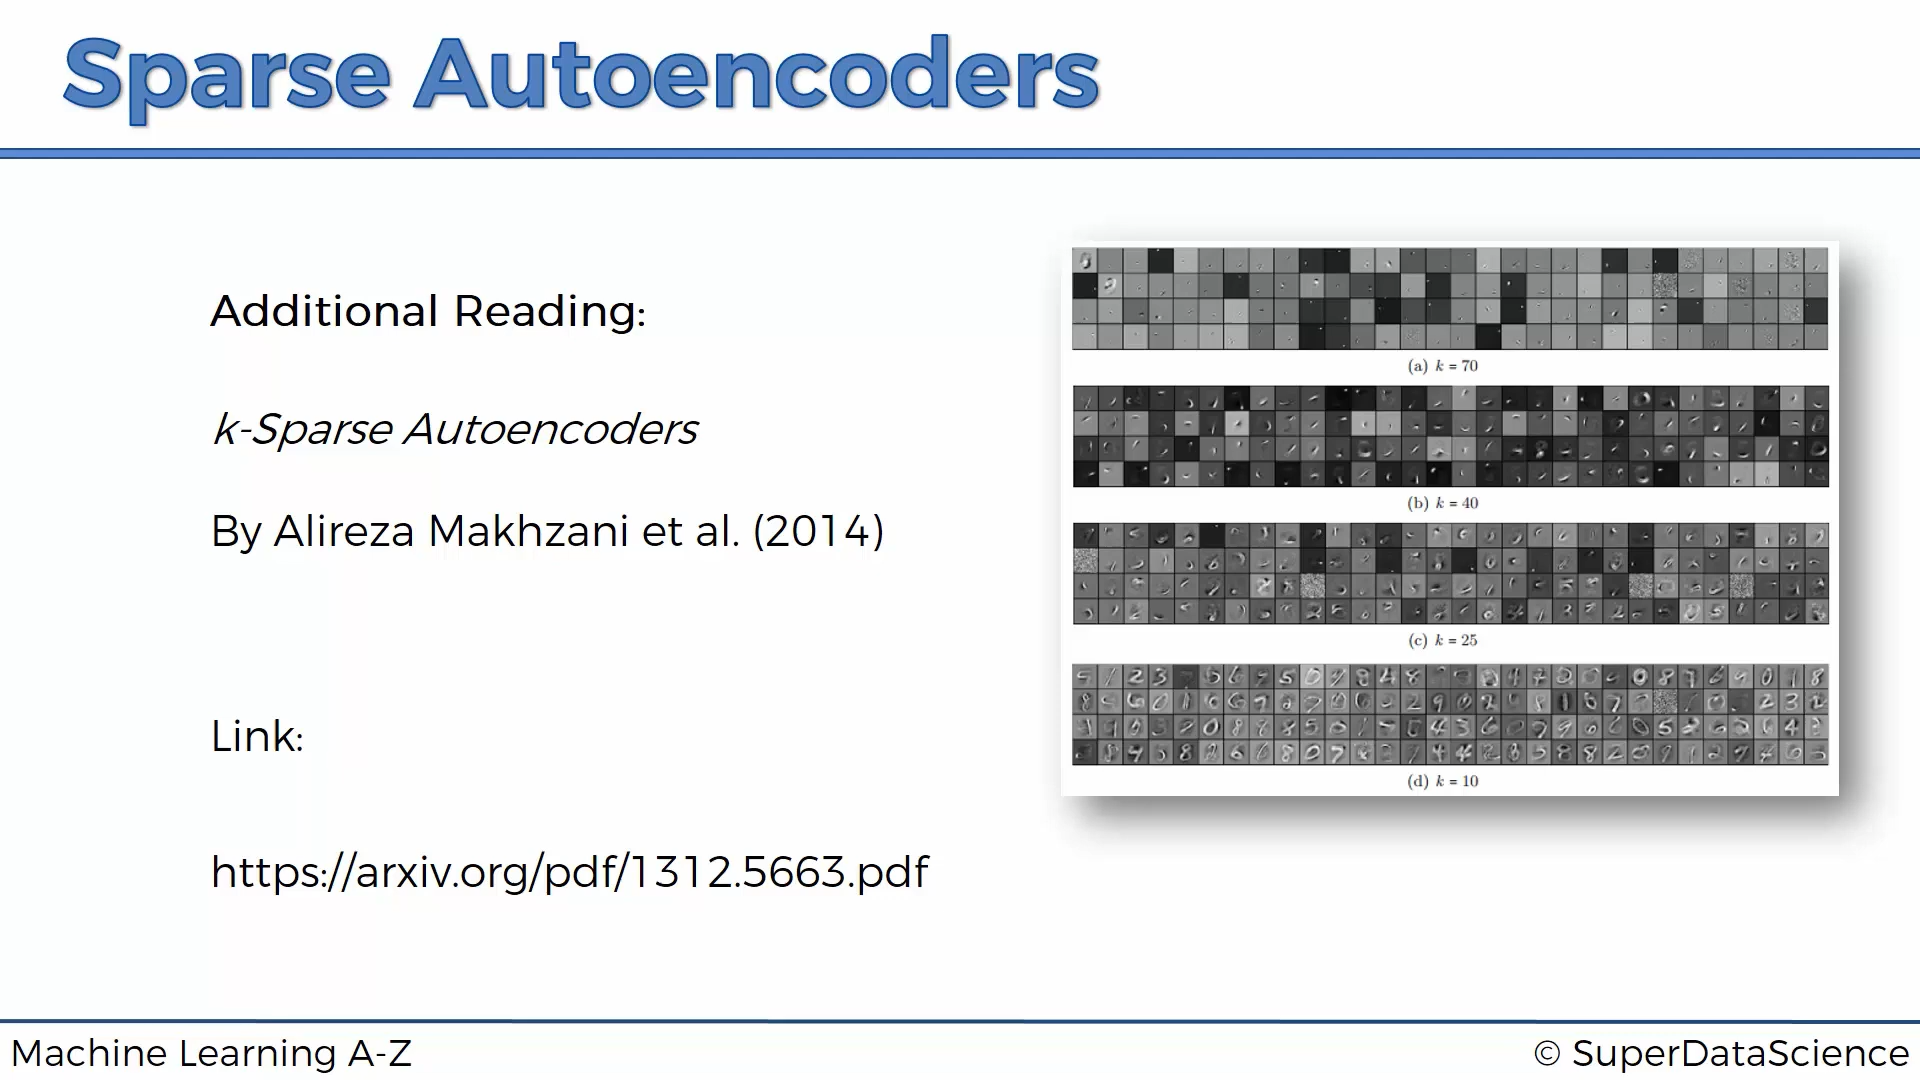 Sparse Autoencoders
Additional Reading:
k-Sparse Autoencoders
By Alireza Makhzani et al. (2014)
Link:
https://arxiv.org/pdf/1312.5663.pdf
(a) k = 70
(b) k = 40
(c) k = 25
(d) k = 10
Machine Learning A-Z
© SuperDataScience